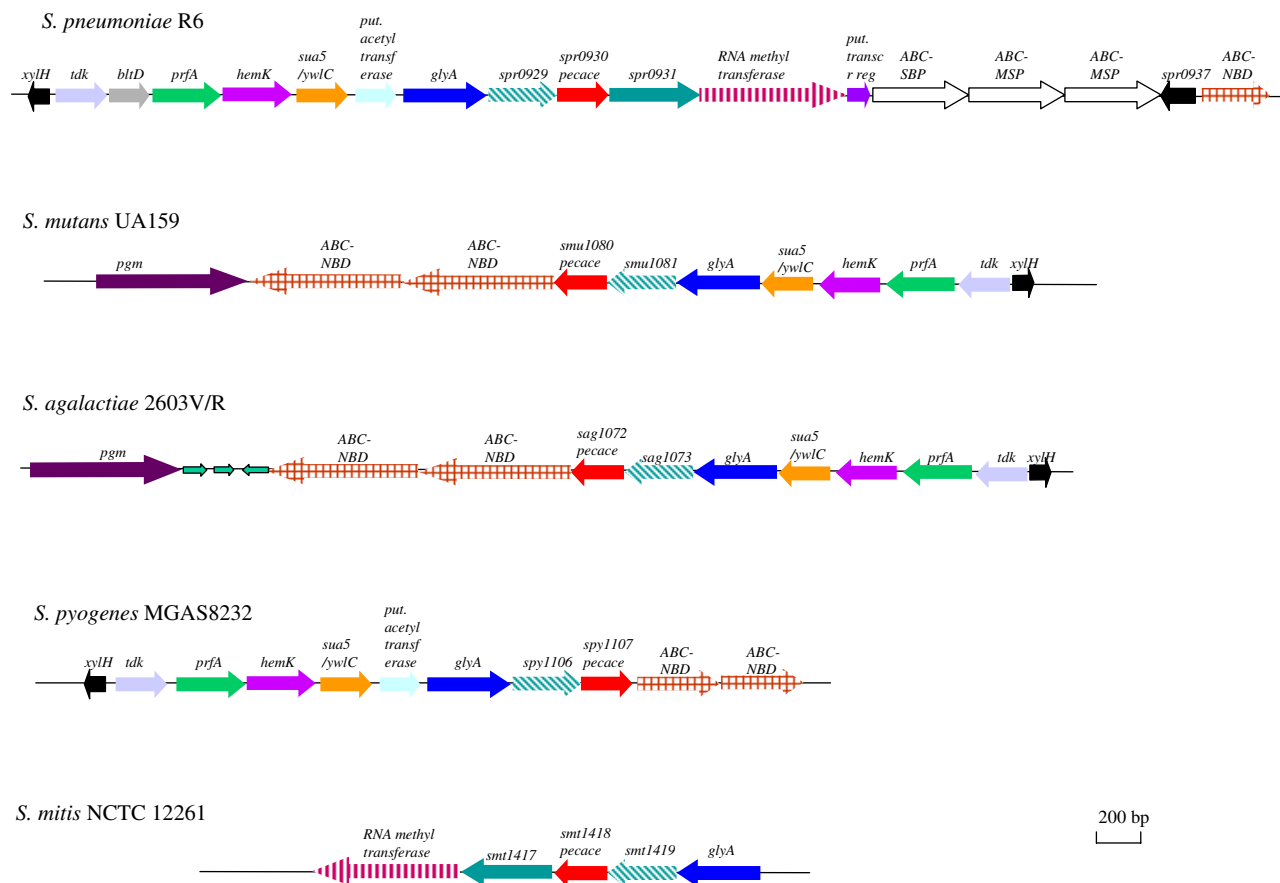 S. pneumoniae R6
xylH
tdk
bltD
prfA
hemK
sua5
/ywlC
put.
acetyl
transf
erase
glyA
spr0929
spr0930
pecace
spr0931
RNA methyl
transferase
put.
transc
r reg
ABC-
SBP
ABC-
MSP
ABC-
MSP
spr0937
ABC-
NBD
S. mutans UA159
pgm
ABC-
NBD
ABC-
NBD
smu1080
pecace
smu1081
glyA
sua5
/ywlC
hemK
prfA
tdk
xylH
S. agalactiae 2603V/R
pgm
ABC-
NBD
ABC-
NBD
sag1072
pecace
sag1073
glyA
sua5
/ywlC
hemK
prfA
tdk
xylH
S. pyogenes MGAS8232
xylH
tdk
prfA
hemK
sua5
/ywlC
put.
acetyl
transf
erase
glyA
spy1106
spy1107
pecace
ABC-
NBD
ABC-
NBD
S. mitis NCTC 12261
RNA methyl
transferase
smt1417
smt1418
pecace
smt1419
glyA
200 bp